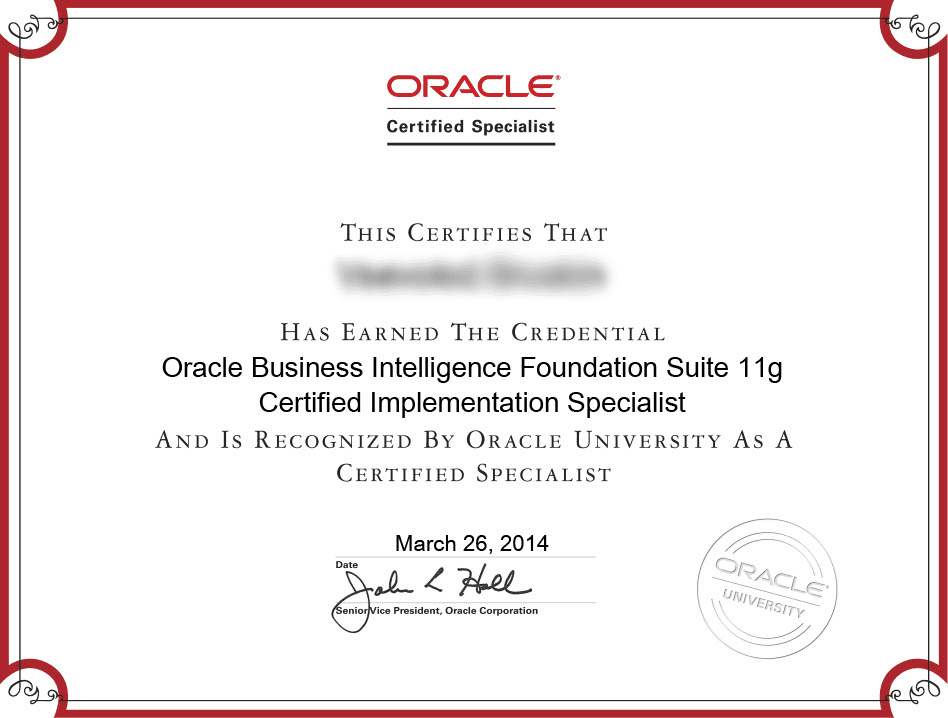 ORACLE®
Certified Specialist
THIS CERTIFIES THAT
HAS EARNED THE CREDENTIAL
Oracle Business Intelligence Foundation Suite 11g
Certified Implementation Specialist
AND IS RECOGNIZED BY ORACLE UNIVERSITY AS A
CERTIFIED SPECIALIST
March 26, 2014
Date
John L Hall
Senior Vice President, Oracle Corporation
ORACLE®
UNIVERSITY